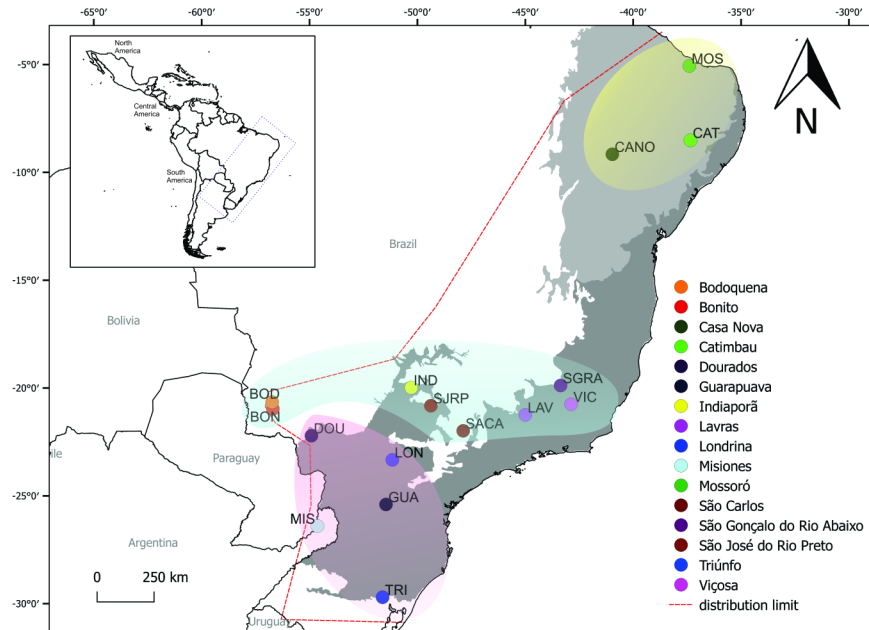 -65°0' -60°0' -55°0' -50°0' -45°0' -40°0' -35°0' -30°0'
North
America
Central
America
South
America
-5°0'
-10°0'
-15°0'
-20°0'
-25°0'
-30°0'
N
MOS
CAT
CANO
Brazil
Bolivia
Paraguay
Argentina
BOD
BON
IND
SJRP
SACA
LAV
SGRA
VIC
DOU
LON
GUA
MIS
TRI
ile
Urugua
0 250 km
Bodoquena
Bonito
Casa Nova
Catimbau
Dourados
Guarapuava
Indiaporã
Lavras
Londrina
Misiones
Mossoró
São Carlos
São Gonçalo do Rio Abaixo
São José do Rio Preto
Triúnfo
Viçosa
distribution limit